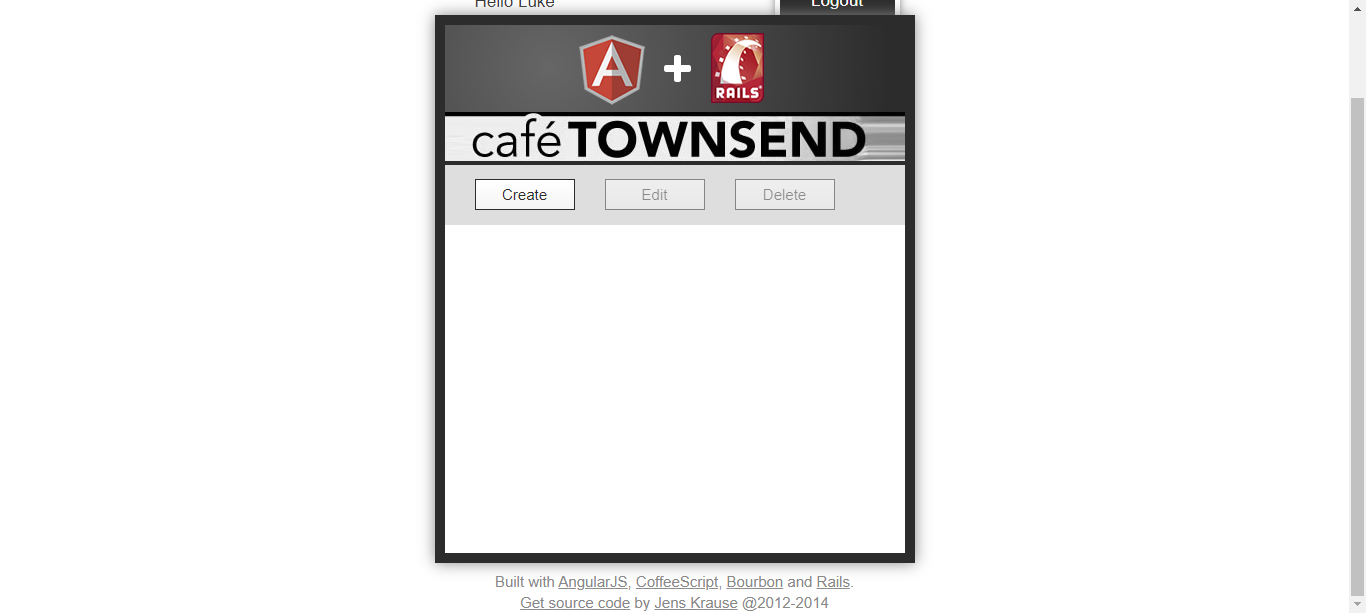 Hello Luke
Logout
A
RAILS
café TOWNSEND
Create
Edit
Delete
Built with AngularJS, CoffeeScript, Bourbon and Rails.
Get source code by Jens Krause @2012-2014